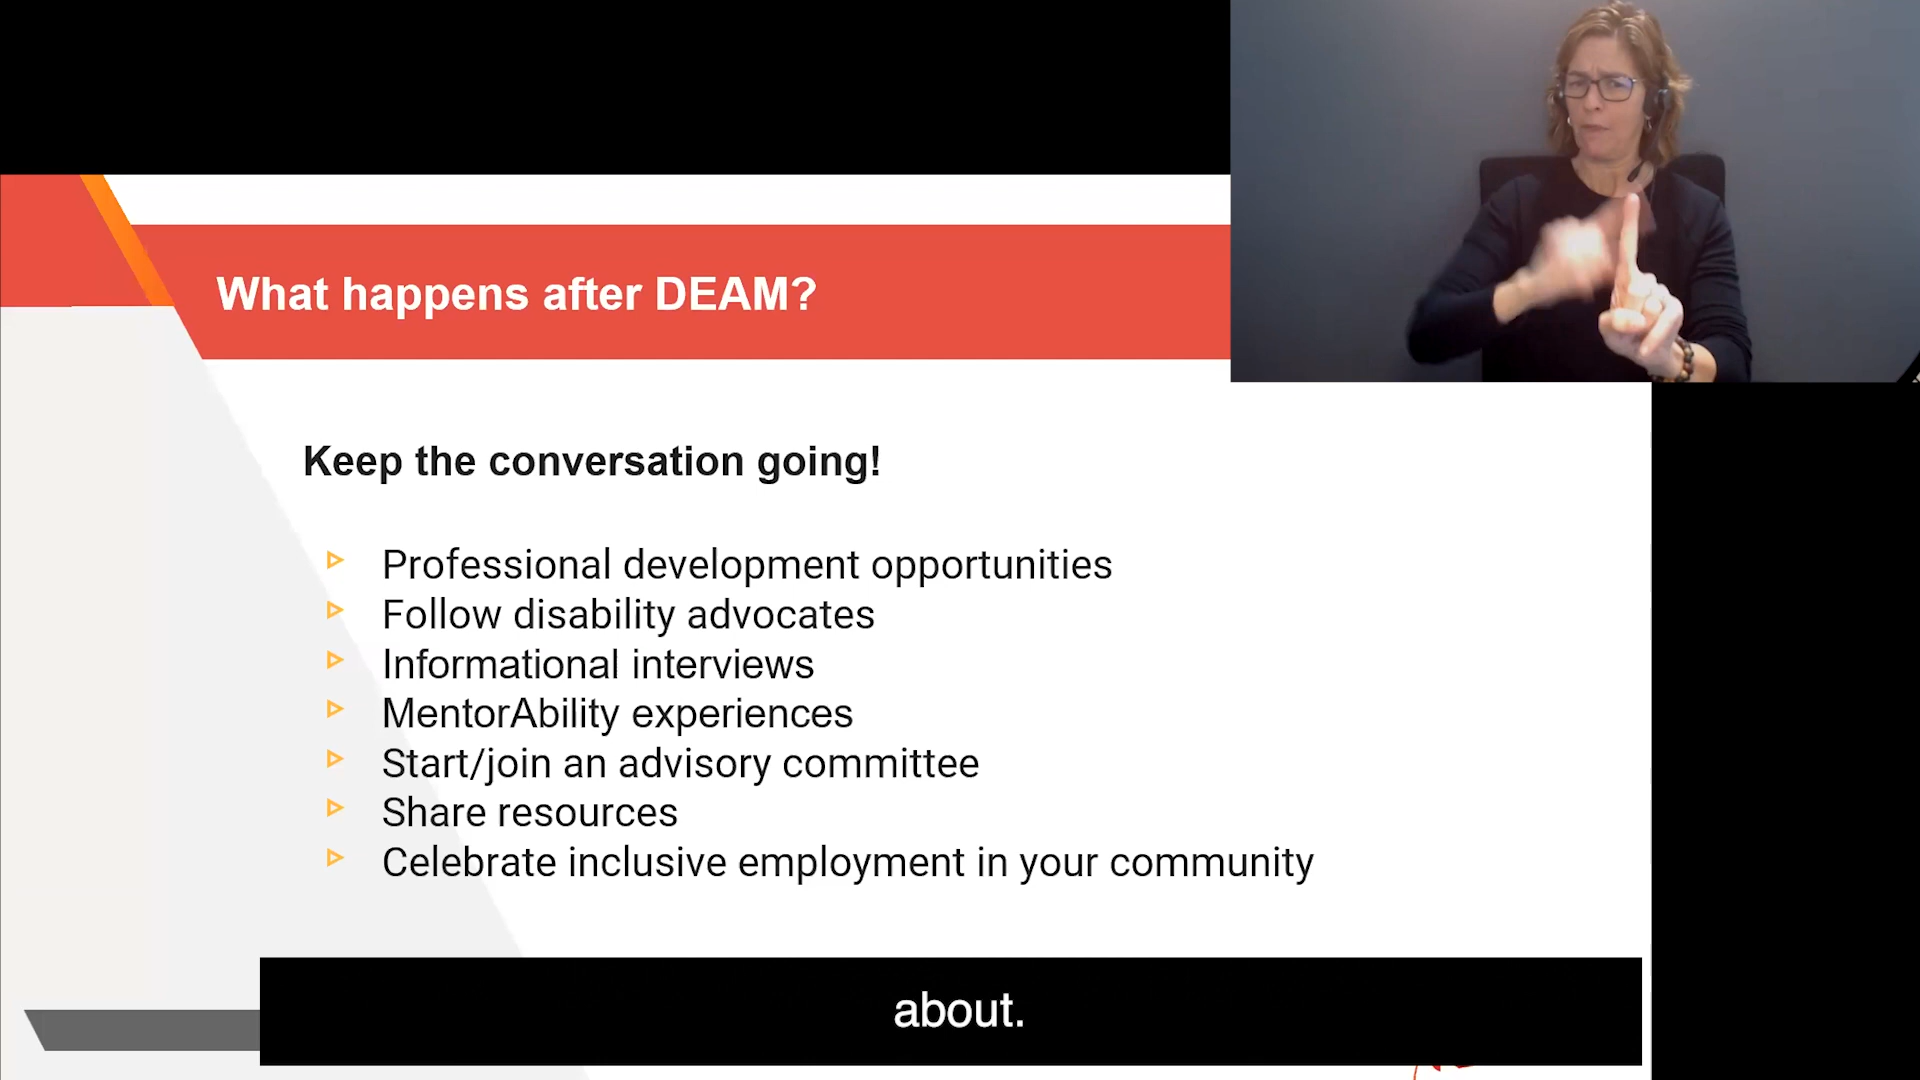 What happens after DEAM?
Keep the conversation going!
Professional development opportunities
Follow disability advocates
Informational interviews
MentorAbility experiences
Start/join an advisory committee
Share resources
Celebrate inclusive employment in your community
about.